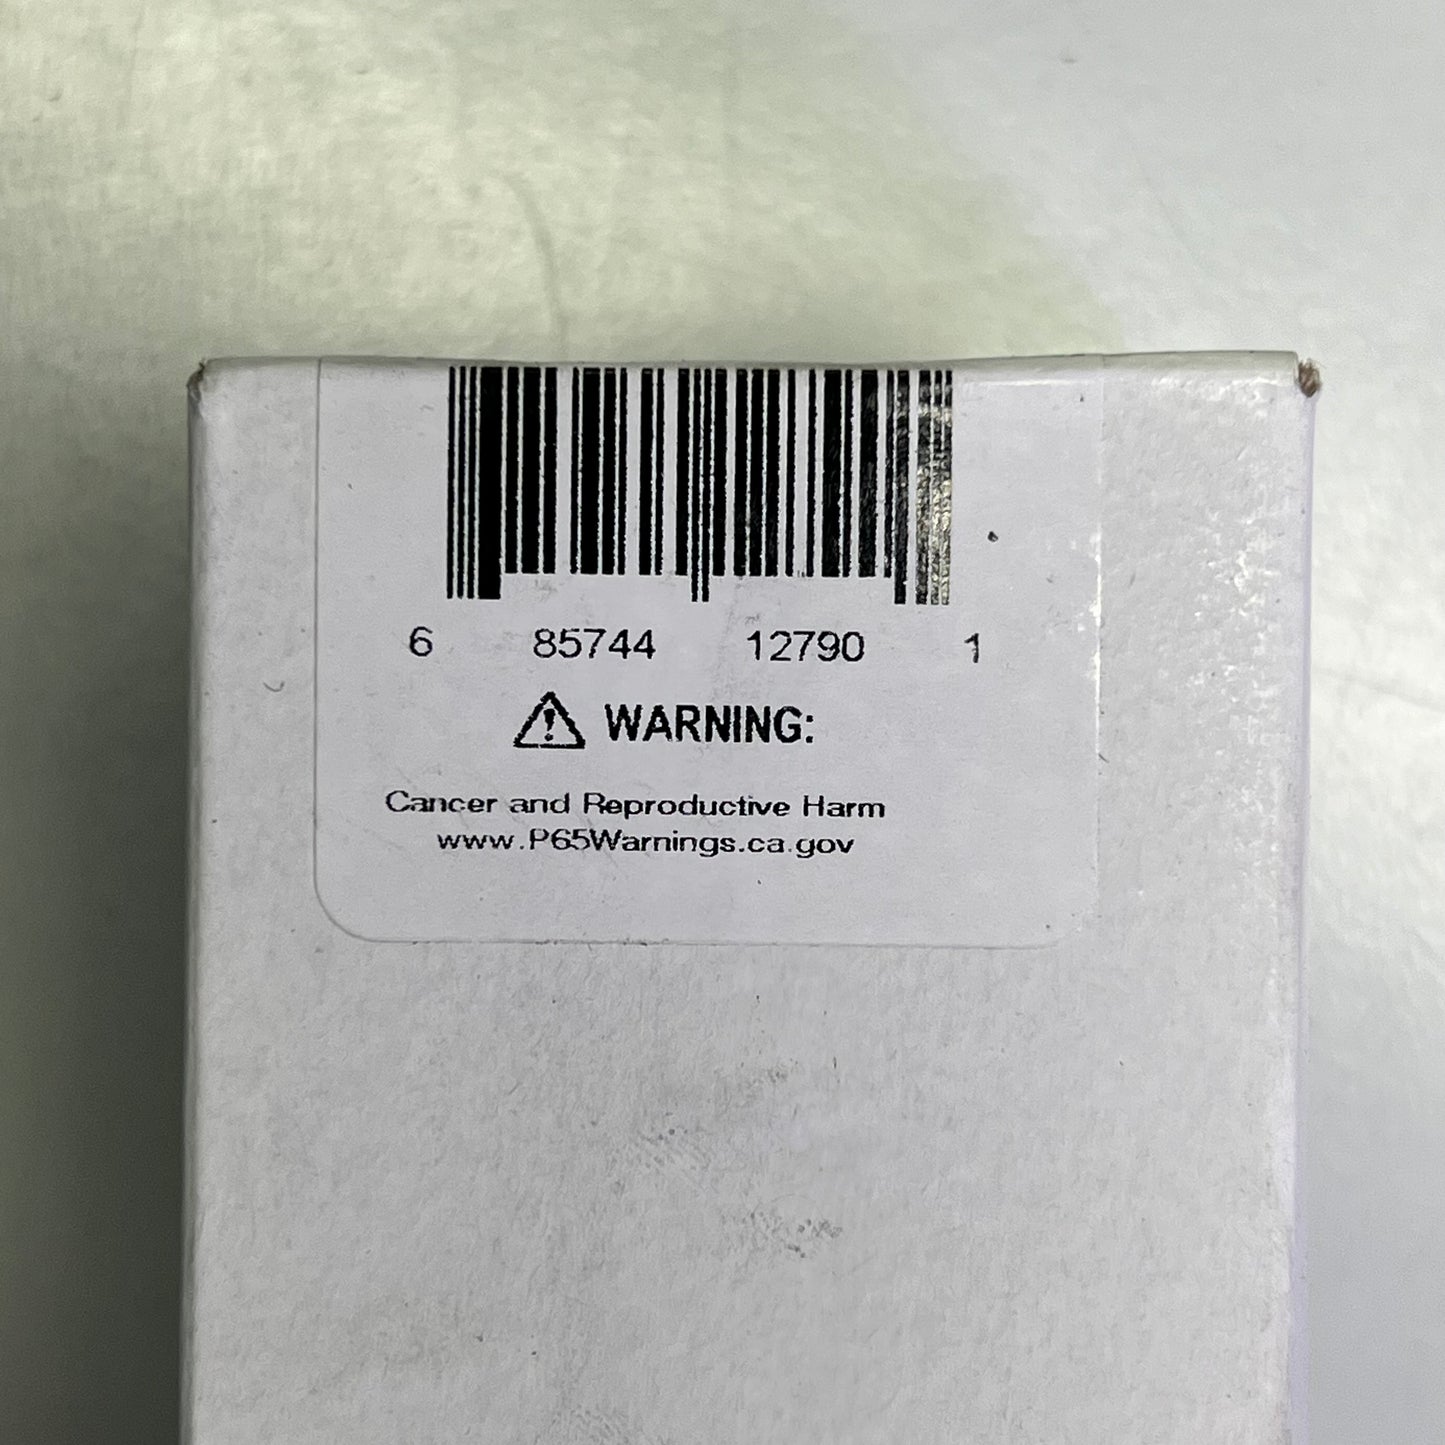 6 85744 12790 1
WARNING:
Cancer and Reproductive Harm
www.P65Warnings.ca.gov